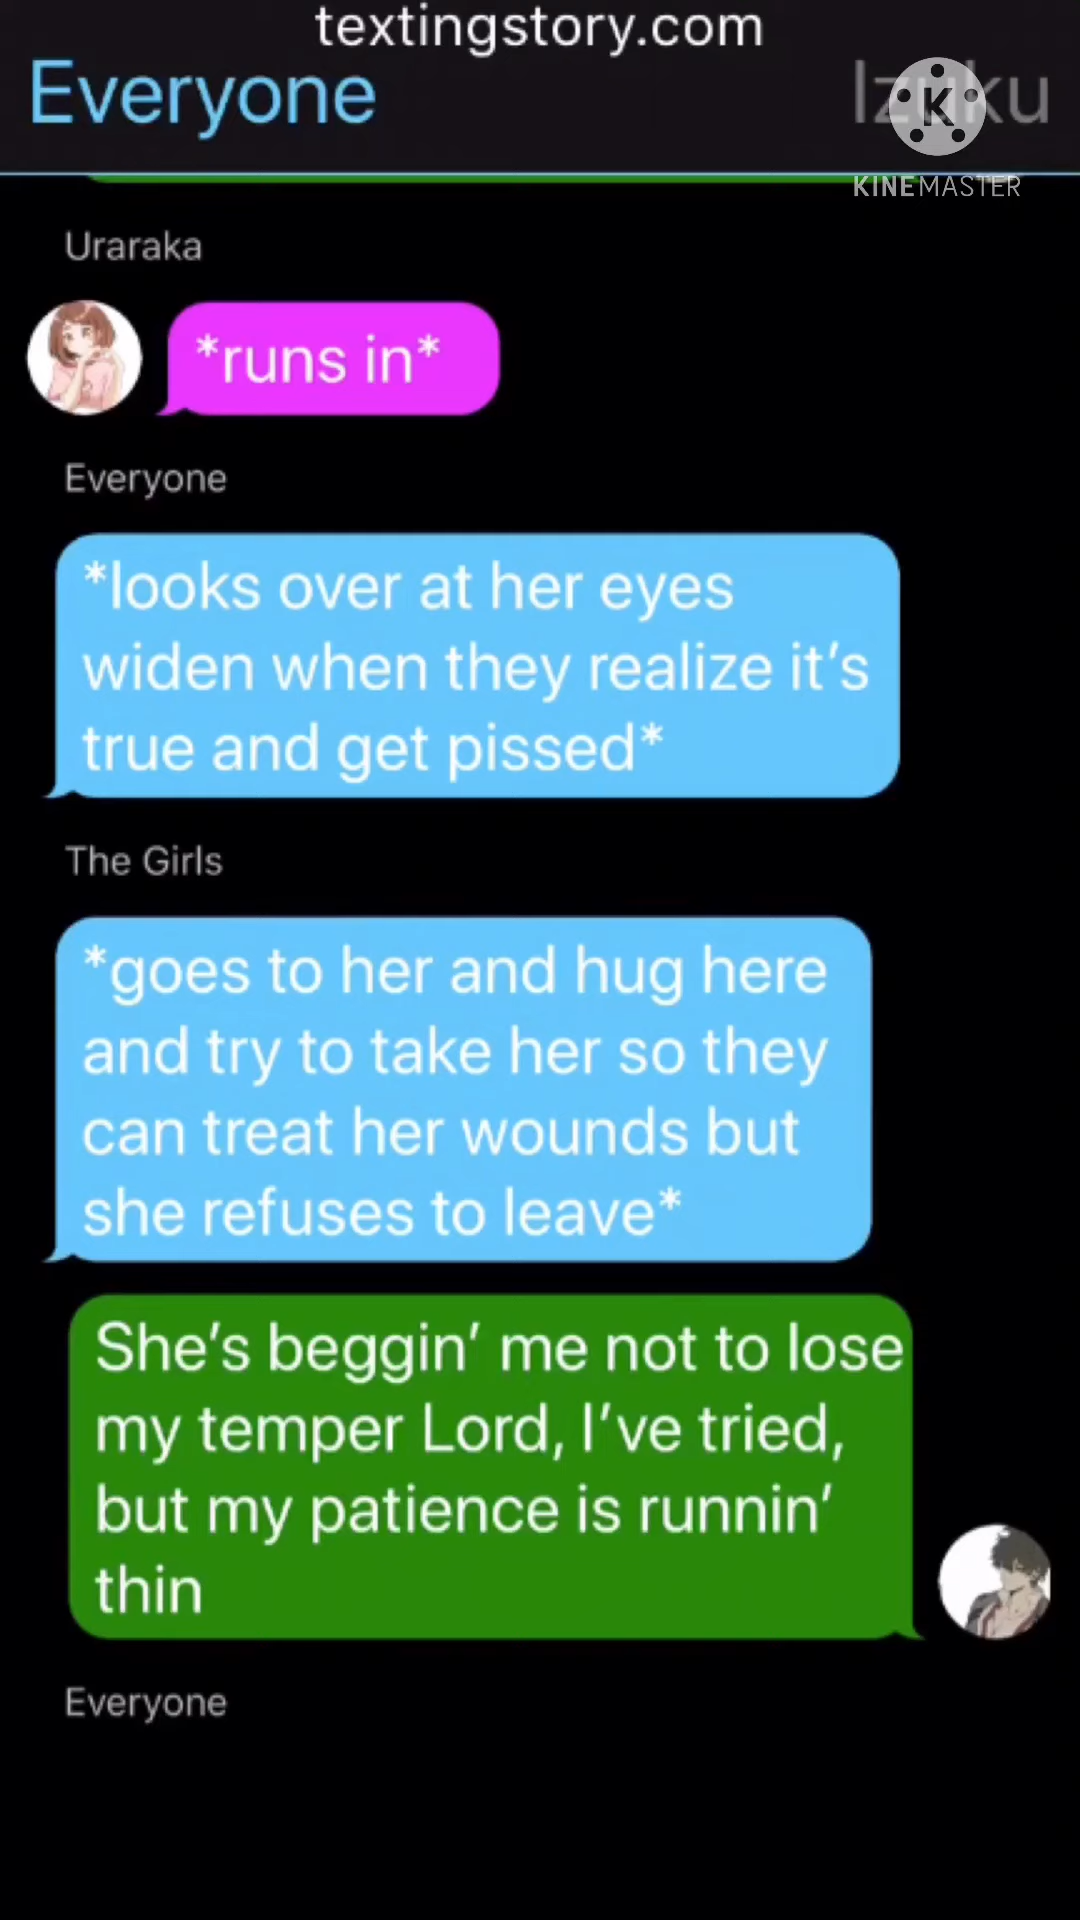 textingstory.com
Everyone
Izuku
K
KINEMASTER
Uraraka
*runs in*
Everyone
*looks over at her eyes
widen when they realize it’s
true and get pissed*
The Girls
*goes to her and hug here
and try to take her so they
can treat her wounds but
she refuses to leave*
She’s beggin’ me not to lose
my temper Lord, I’ve tried,
but my patience is runnin’
thin
Everyone